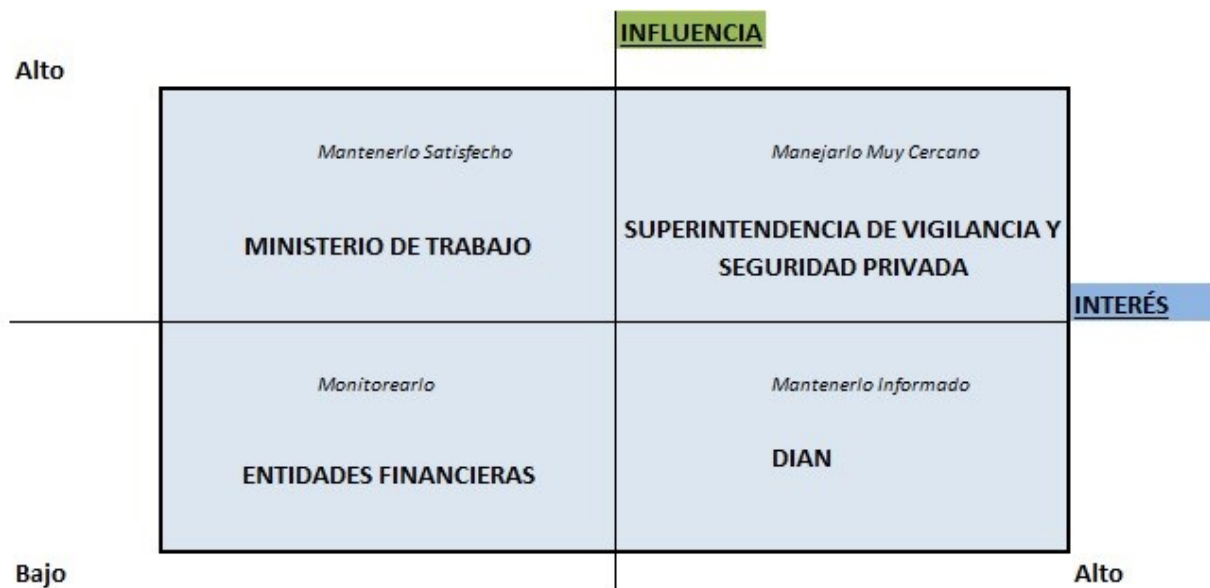 INFLUENCIA
Alto
Mantenerlo Satisfecho
Manejarlo Muy Cercano
MINISTERIO DE TRABAJO
SUPERINTENDENCIA DE VIGILANCIA Y
SEGURIDAD PRIVADA
INTERÉS
Monitorearlo
Mantenerlo Informado
ENTIDADES FINANCIERAS
DIAN
Bajo
Alto